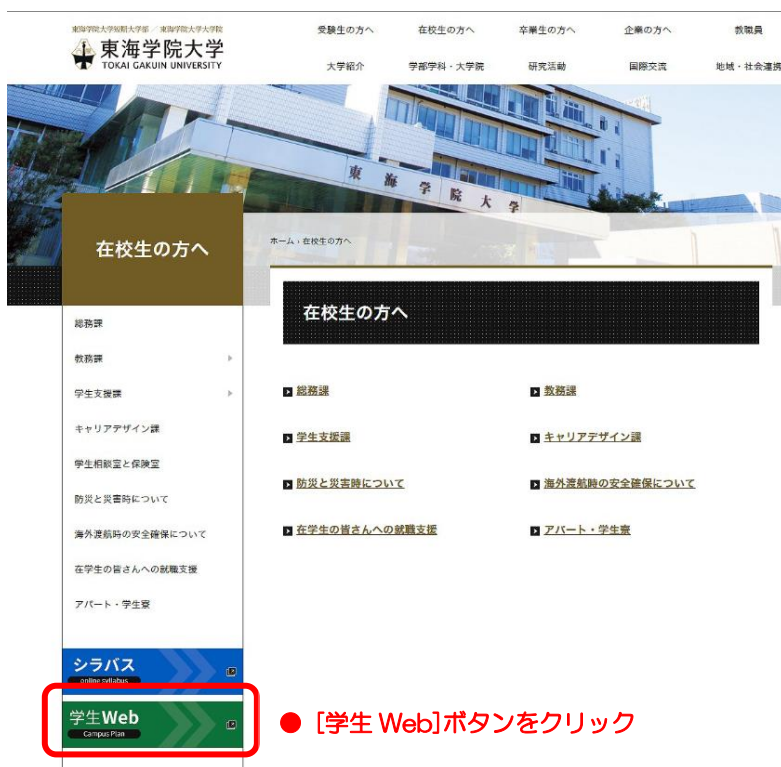 東海学院大学短期大学部 / 東海学院大学大学院
東海学院大学
TOKAI GAKUIN UNIVERSITY
受験生の方へ 在校生の方へ 卒業生の方へ 企業の方へ 教職員
大学紹介 学部学科・大学院 研究活動 国際交流 地域・社会連携
東海学院大学
在校生の方へ
ホーム › 在校生の方へ
在校生の方へ
総務課
教務課
学生支援課
キャリアデザイン課
学生相談室と保険室
防災と災害時について
海外渡航時の安全確保について
在学生の皆さんへの就職支援
アパート・学生寮
総務課 教務課
学生支援課 キャリアデザイン課
防災と災害時について 海外渡航時の安全確保について
在学生の皆さんへの就職支援 アパート・学生寮
シラバス
online syllabus
学生Web
Campus Plan
● [学生 Web]ボタンをクリック